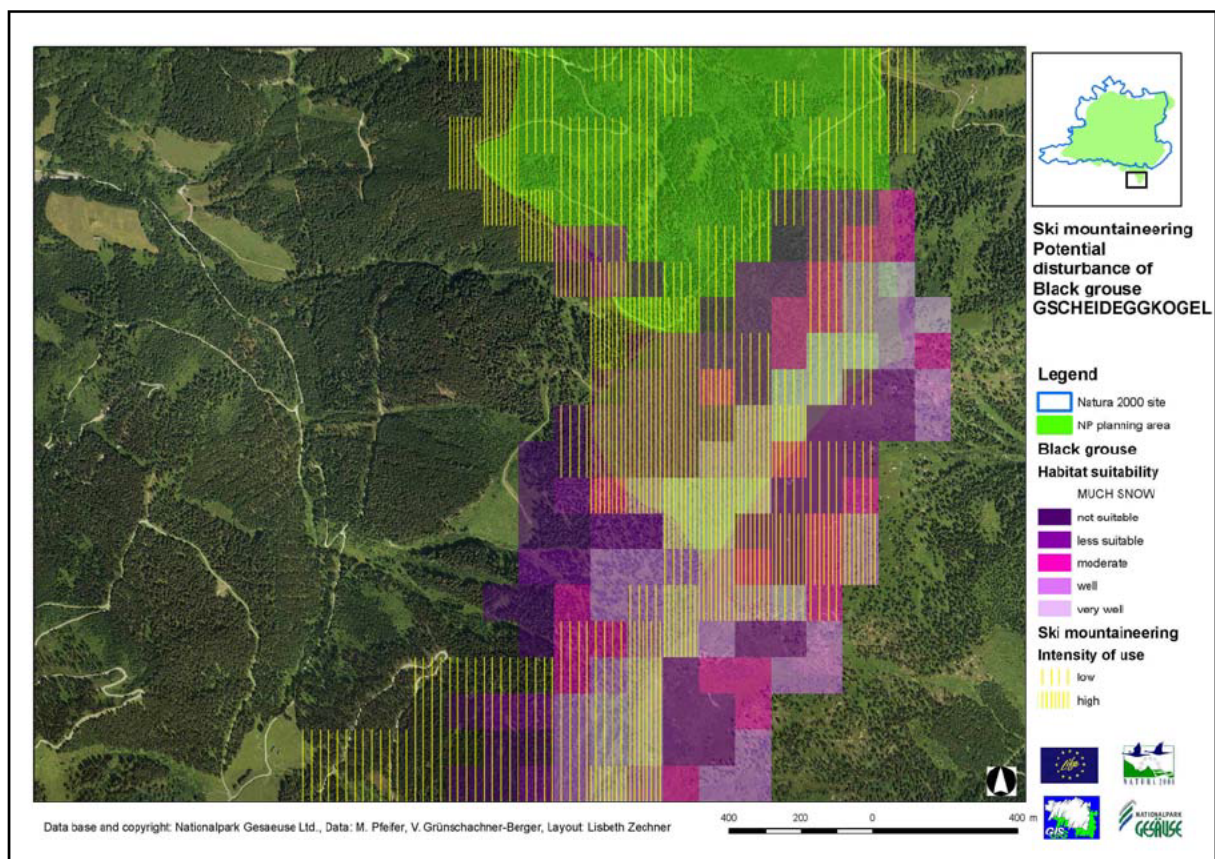 Ski mountaineering
Potential
disturbance of
Black grouse
GSCHEIDEGGKOGEL
Legend
Natura 2000 site
NP planning area
Black grouse
Habitat suitability
MUCH SNOW
not suitable
less suitable
moderate
well
very well
Ski mountaineering
Intensity of use
low
high
Life
NATURA 2000
GIS
NATIONALPARK
GESÄUSE
Data base and copyright: Nationalpark Gesaeuse Ltd., Data: M. Pfeifer, V. Grünschachner-Berger, Layout: Lisbeth Zechner
400 200 0 400 m